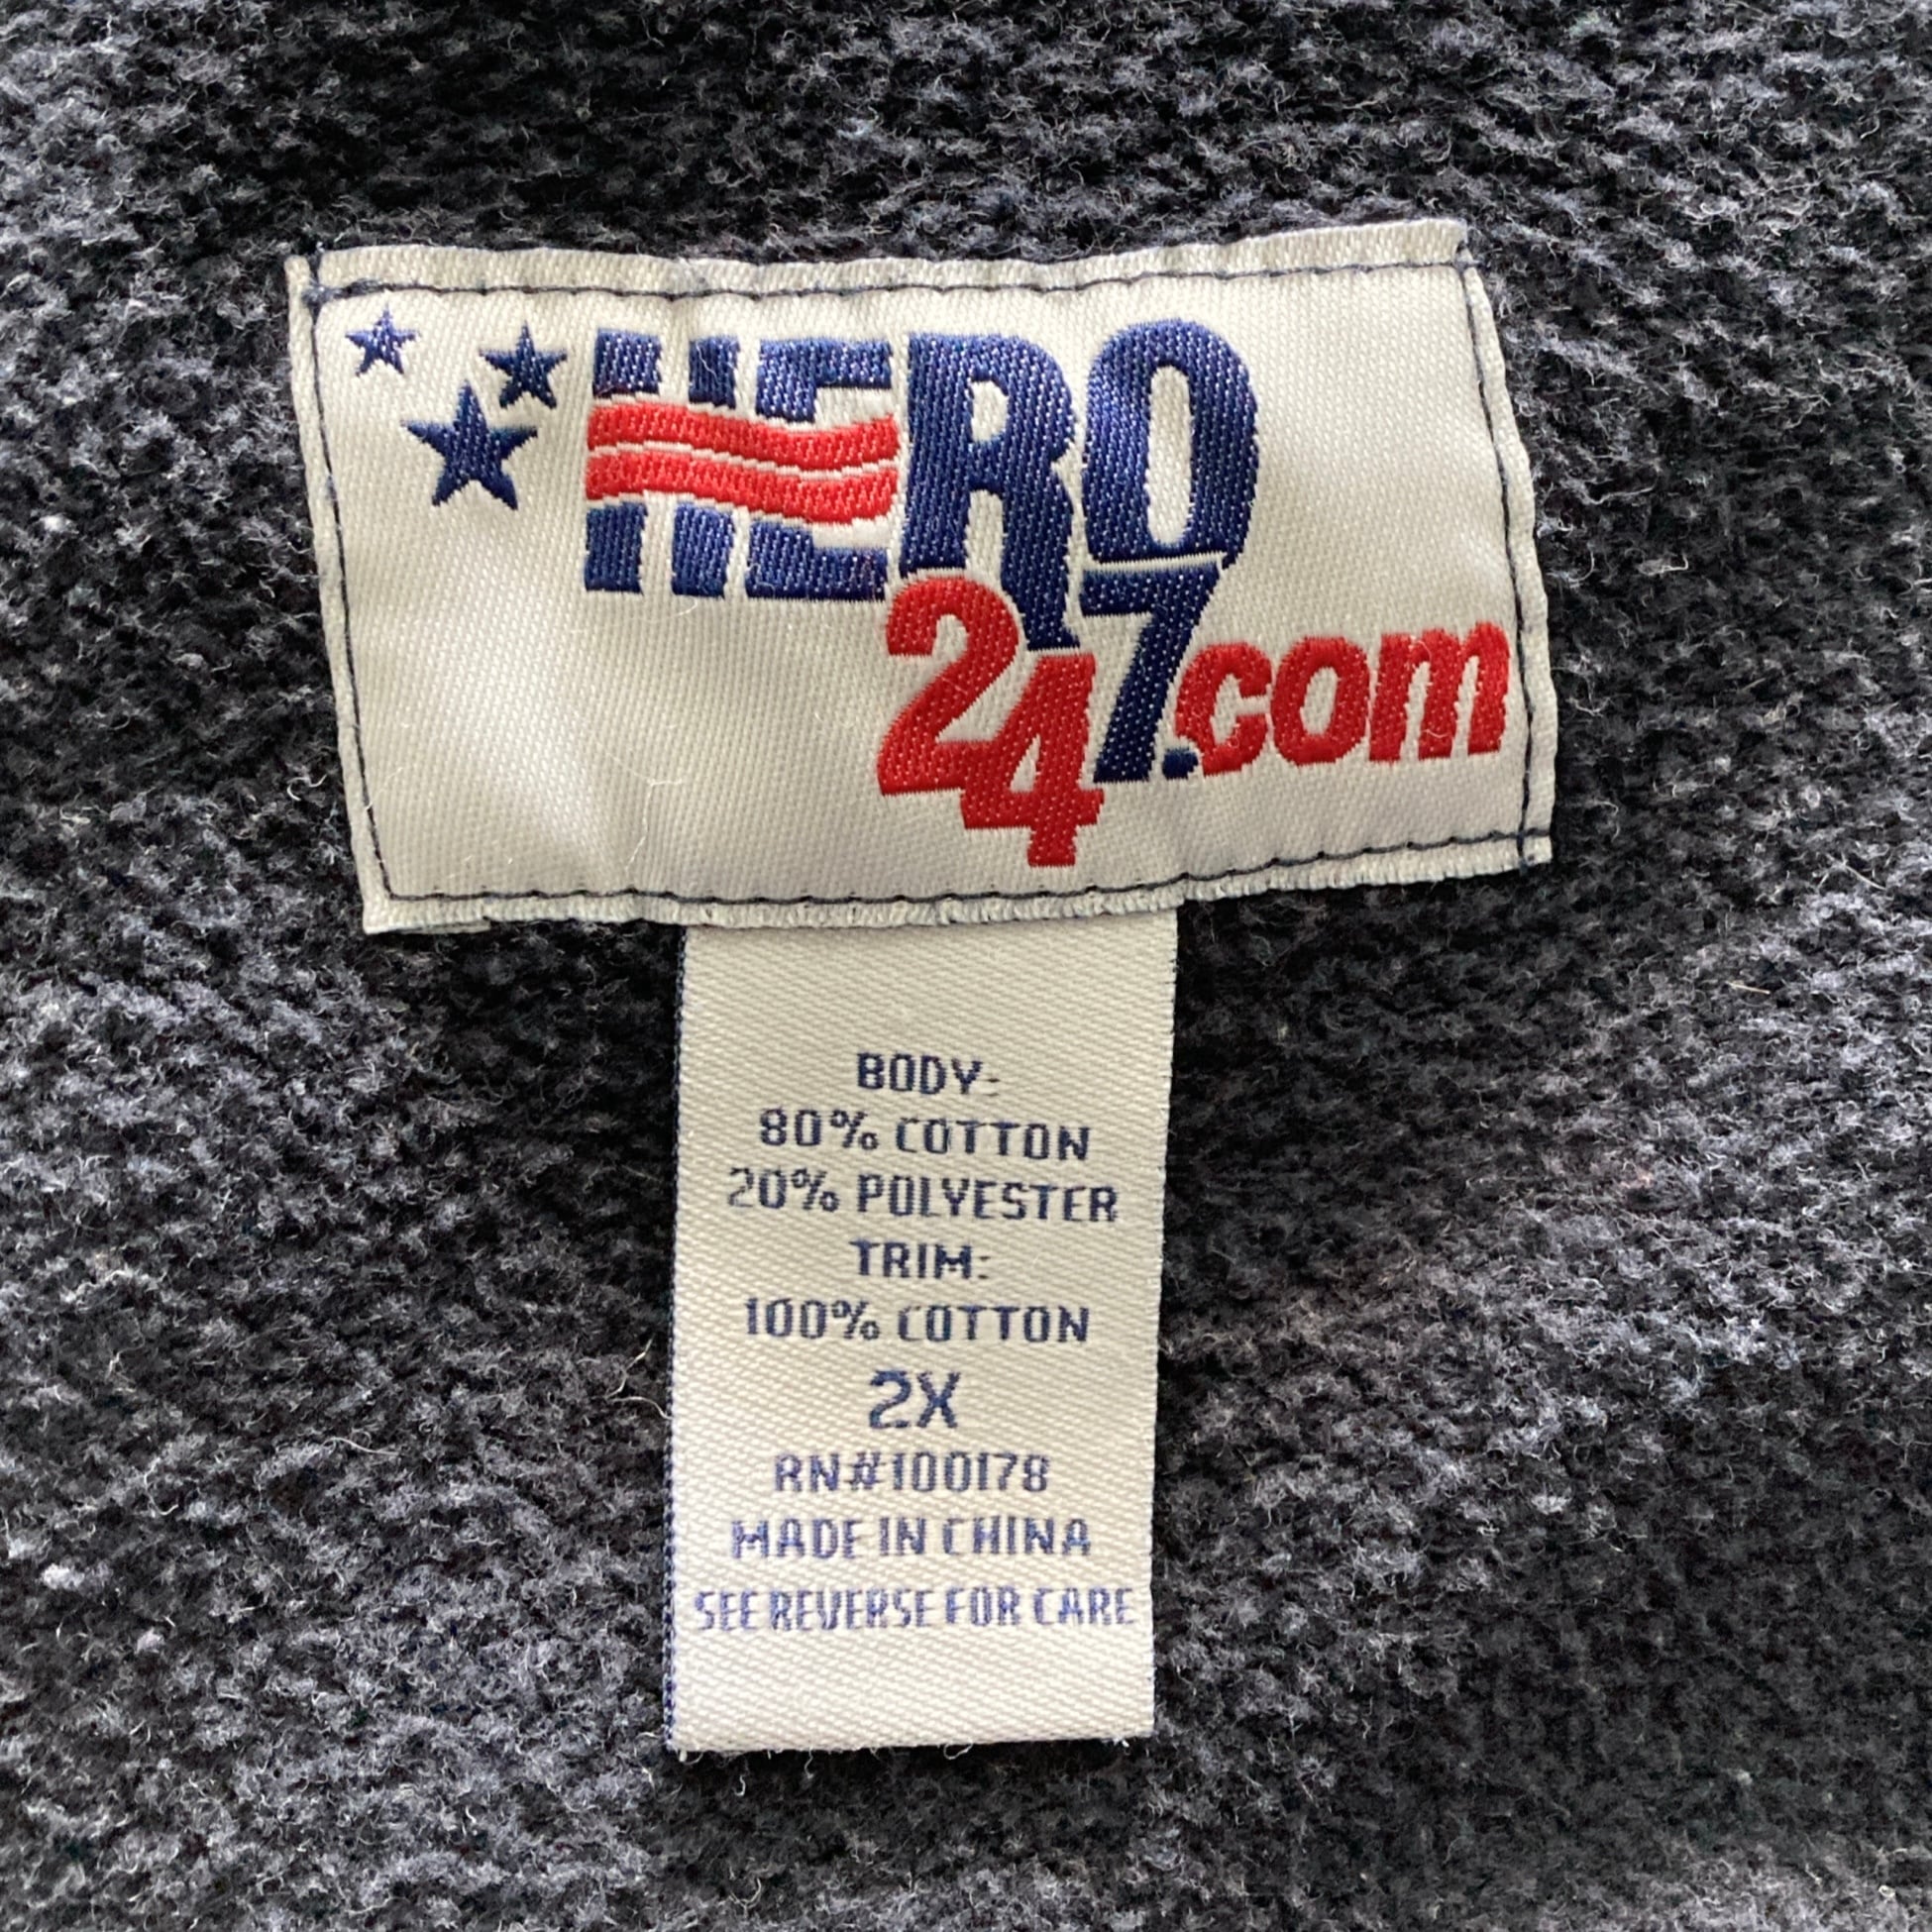 HERO
247.com
BODY:
80% COTTON
20% POLYESTER
TRIM:
100% COTTON
2X
RN#100178
MADE IN CHINA
SEE REVERSE FOR CARE